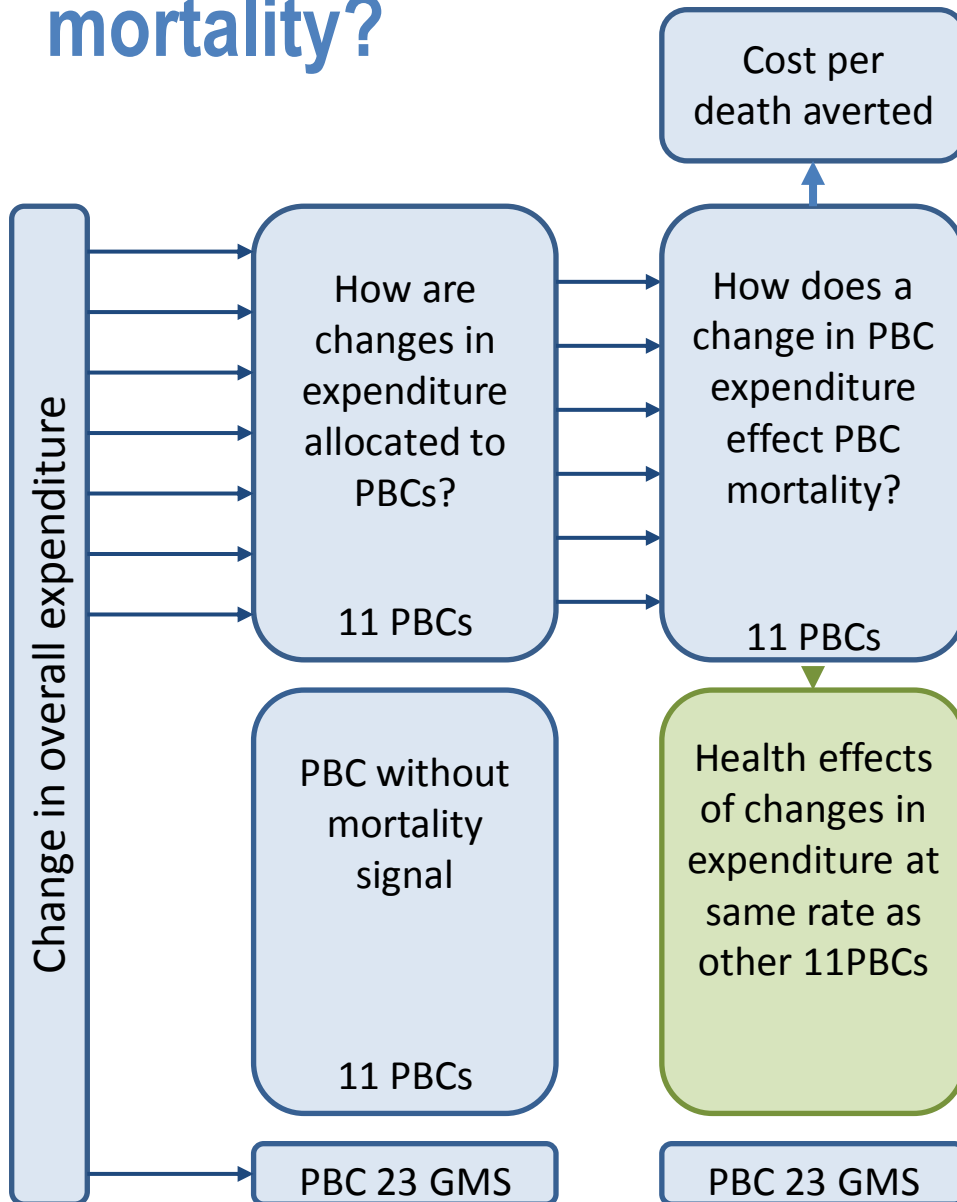 mortality?
Cost per
death averted
Change in overall expenditure
How are
changes in
expenditure
allocated to
PBCs?
11 PBCs
How does a
change in PBC
expenditure
effect PBC
mortality?
11 PBCs
PBC without
mortality
signal
11 PBCs
Health effects
of changes in
expenditure at
same rate as
other 11PBCs
PBC 23 GMS
PBC 23 GMS